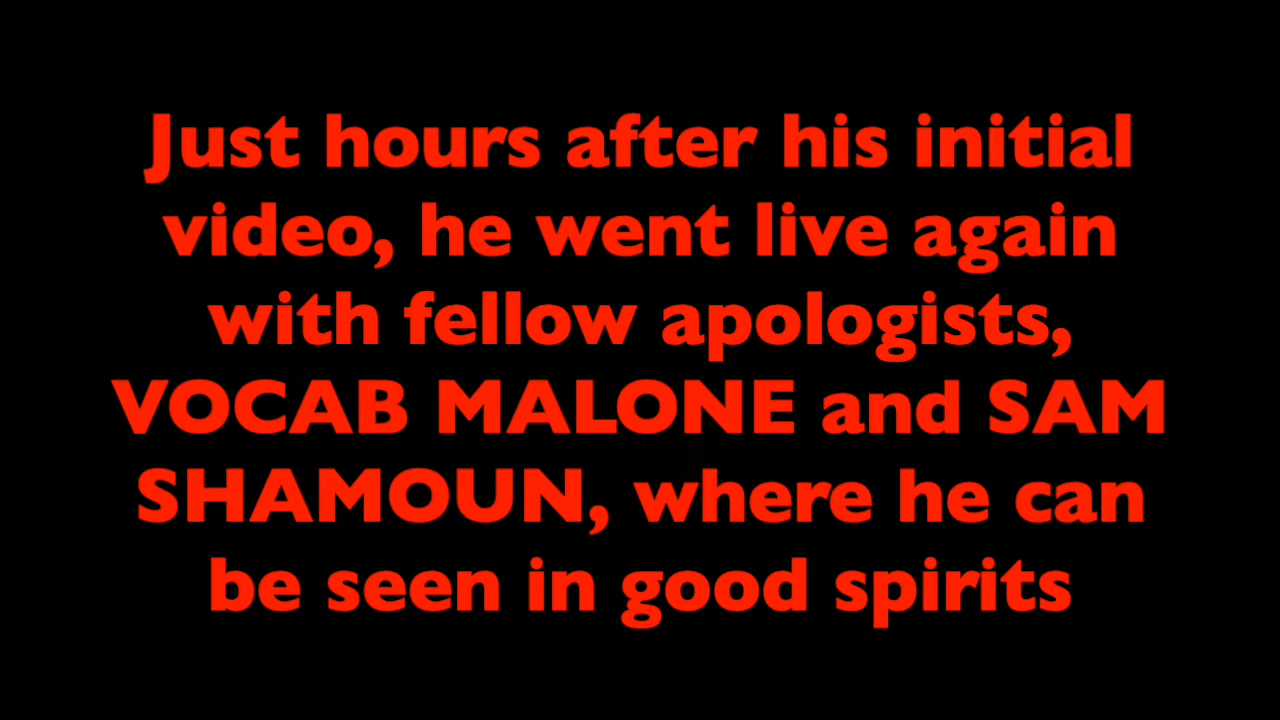 Just hours after his initial
video, he went live again
with fellow apologists,
VOCAB MALONE and SAM
SHAMOUN, where he can
be seen in good spirits